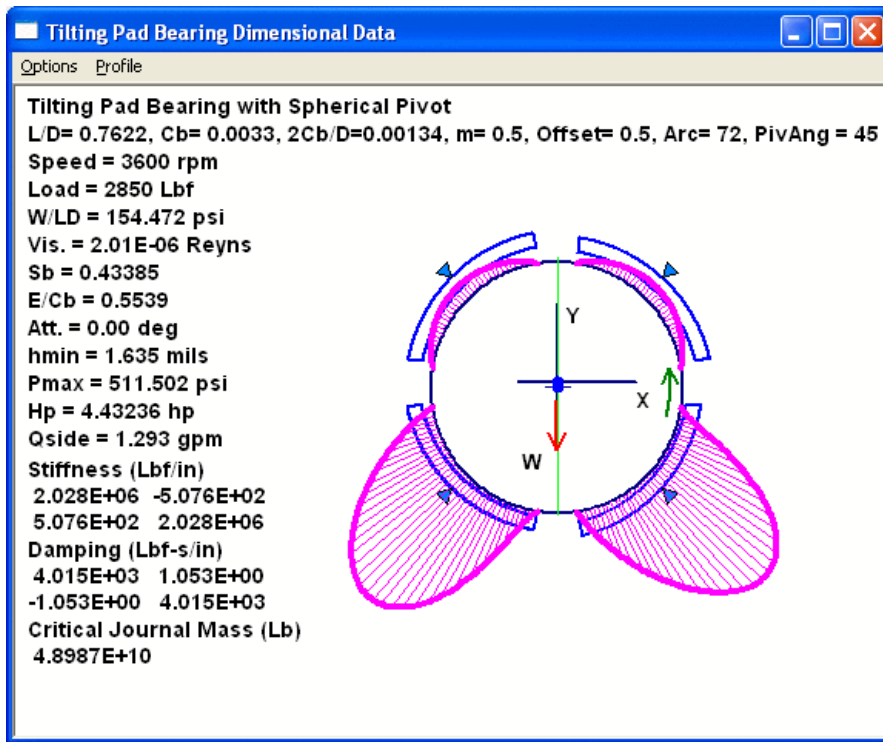 Tilting Pad Bearing Dimensional Data
Options Profile
Tilting Pad Bearing with Spherical Pivot
L/D= 0.7622, Cb= 0.0033, 2Cb/D=0.00134, m= 0.5, Offset= 0.5, Arc= 72, PivAng = 45
Speed = 3600 rpm
Load = 2850 Lbf
W/LD = 154.472 psi
Vis. = 2.01E-06 Reyns
Sb = 0.43385
E/Cb = 0.5539
Att. = 0.00 deg
hmin = 1.635 mils
Pmax = 511.502 psi
Hp = 4.43236 hp
Qside = 1.293 gpm
Stiffness (Lbf/in)
2.028E+06 -5.076E+02
5.076E+02 2.028E+06
Damping (Lbf-s/in)
4.015E+03 1.053E+00
-1.053E+00 4.015E+03
Critical Journal Mass (Lb)
4.8987E+10
Y
X
W